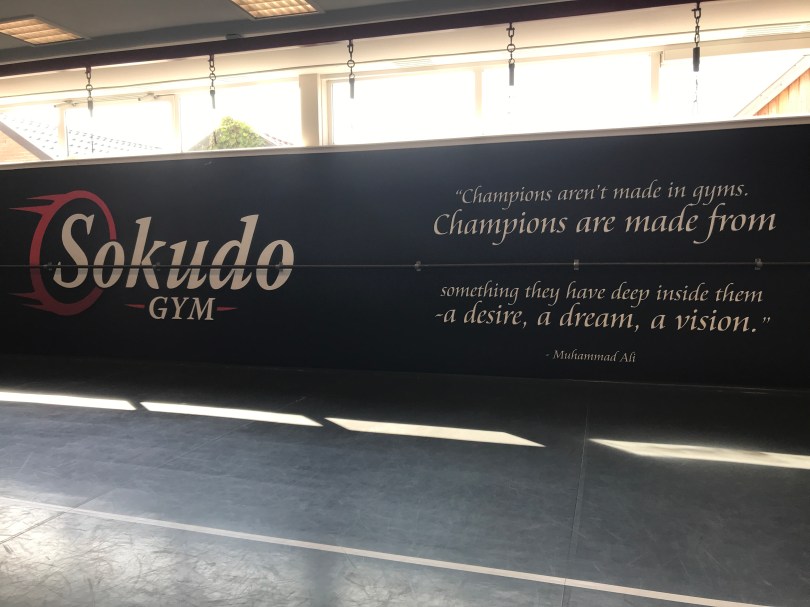 Sokudo
GYM
“Champions aren't made in gyms.
Champions are made from
something they have deep inside them
-a desire, a dream, a vision.”
- Muhammad Ali